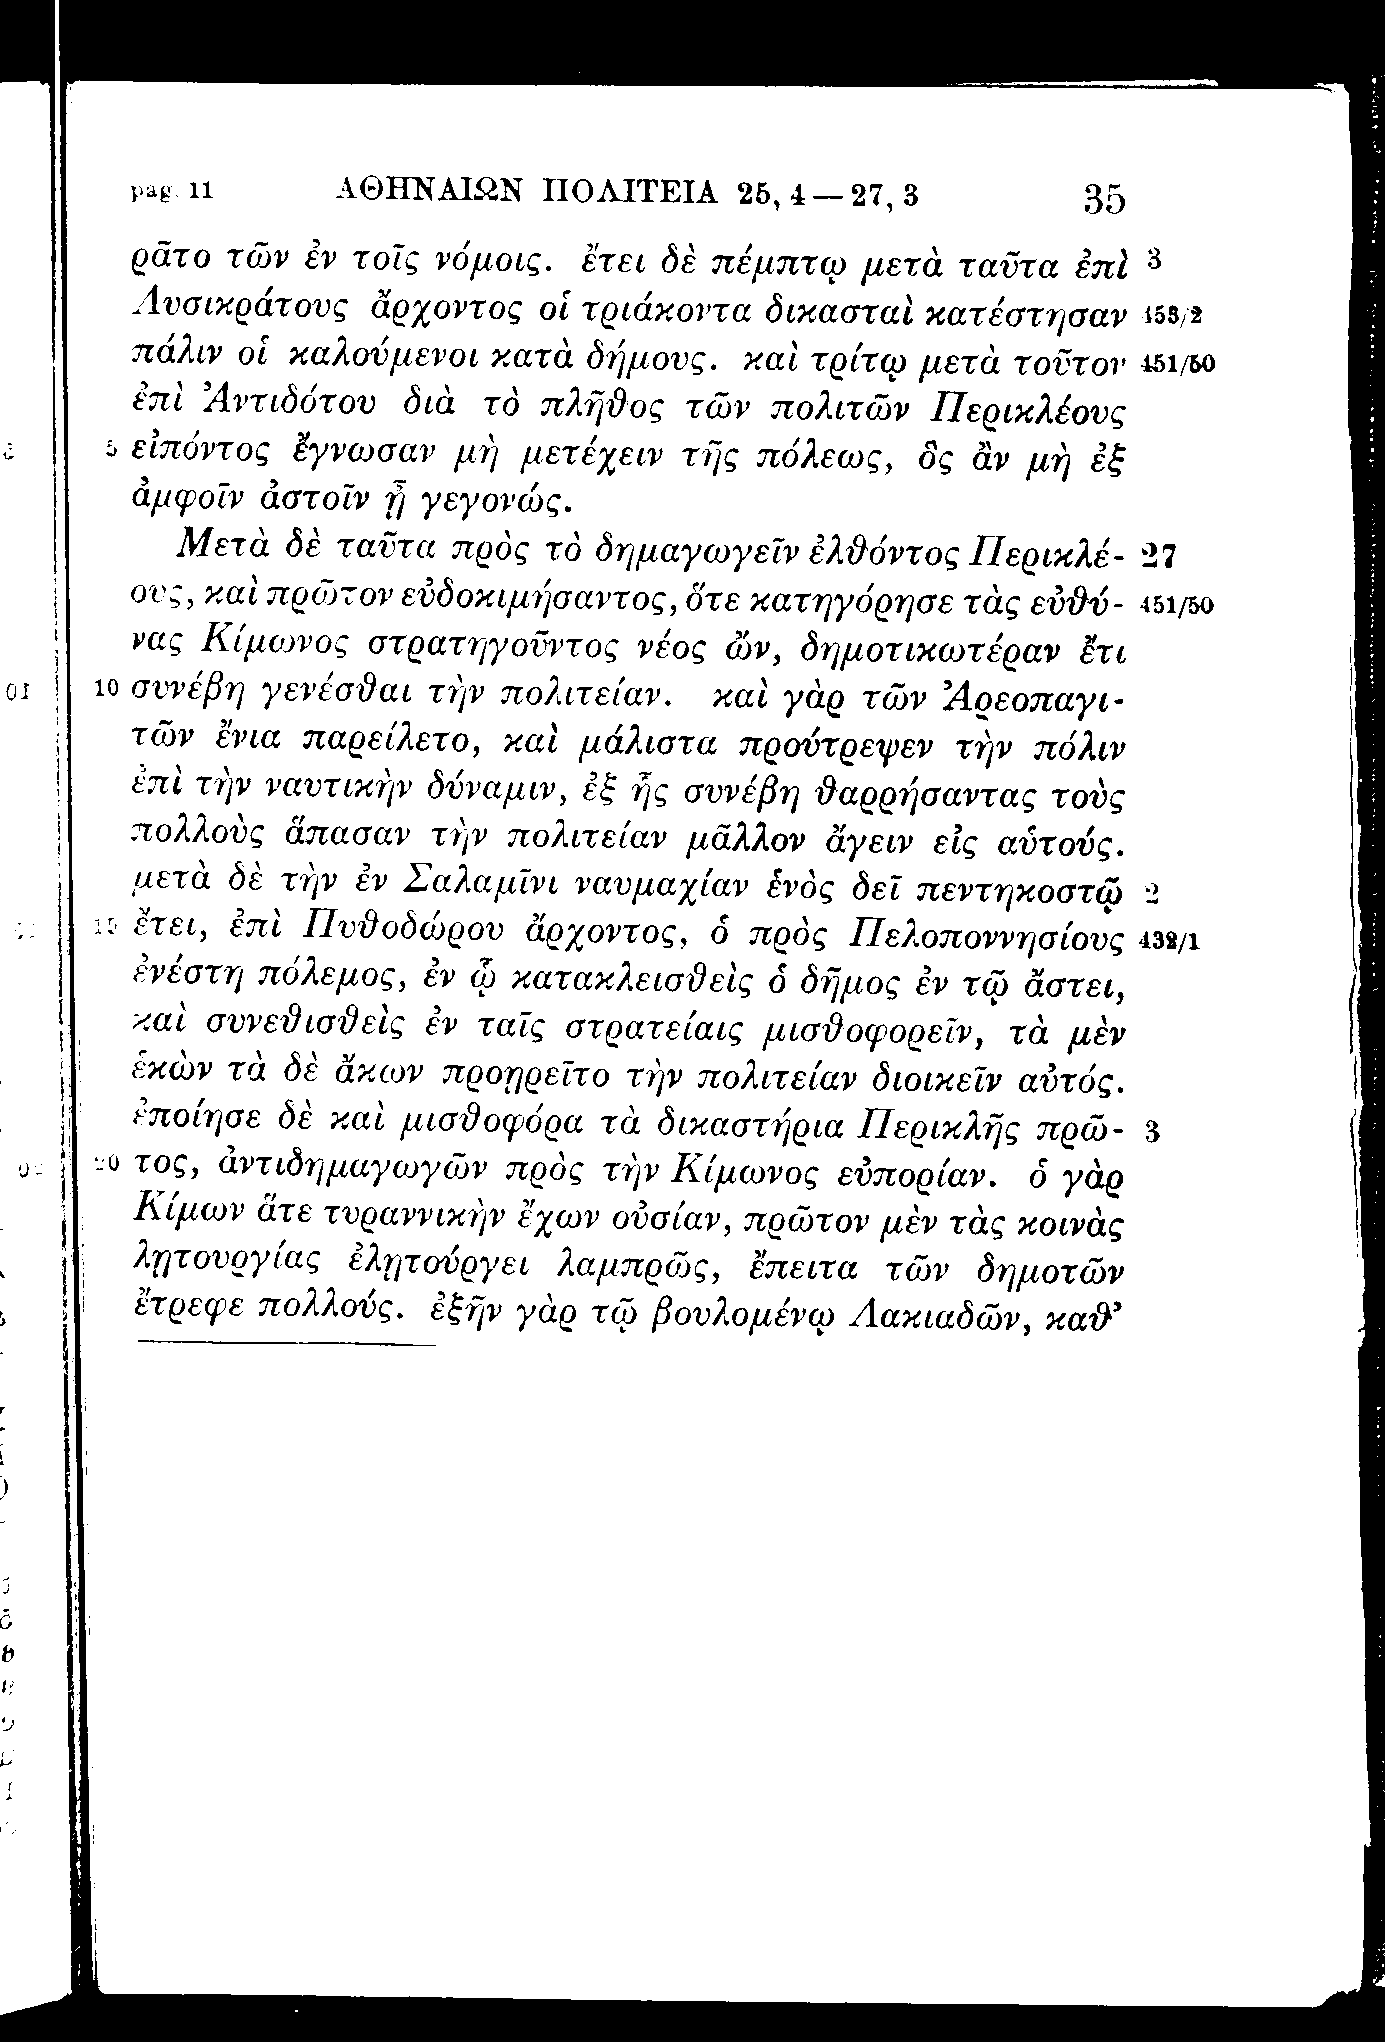 pag. 11 ΑΘΗΝΑΙΩΝ ΠΟΛΙΤΕΙΑ 25, 4 — 27, 3 35
ρᾶτο τῶν ἐν τοῖς νόμοις. ἔτει δὲ πέμπτῳ μετὰ ταῦτα ἐπὶ 3
Λυσικράτους ἄρχοντος οἱ τριάκοντα δικασταὶ κατέστησαν 453/2
πάλιν οἱ καλούμενοι κατὰ δήμους. καὶ τρίτῳ μετὰ τοῦτον 451/50
ἐπὶ Ἀντιδότου διὰ τὸ πλῆθος τῶν πολιτῶν Περικλέους
5 εἰπόντος ἔγνωσαν μὴ μετέχειν τῆς πόλεως, ὃς ἂν μὴ ἐξ
ἀμφοῖν ἀστοῖν ᾖ γεγονώς.
Μετὰ δὲ ταῦτα πρὸς τὸ δημαγωγεῖν ἐλθόντος Περικλέ- 27
ους, καὶ πρῶτον εὐδοκιμήσαντος, ὅτε κατηγόρησε τὰς εὐθύ- 451/50
νας Κίμωνος στρατηγοῦντος νέος ὤν, δημοτικωτέραν ἔτι
10 συνέβη γενέσθαι τὴν πολιτείαν. καὶ γὰρ τῶν Ἀρεοπαγι-
τῶν ἔνια παρείλετο, καὶ μάλιστα προύτρεψεν τὴν πόλιν
ἐπὶ τὴν ναυτικὴν δύναμιν, ἐξ ἧς συνέβη θαρρήσαντας τοὺς
πολλοὺς ἅπασαν τὴν πολιτείαν μᾶλλον ἄγειν εἰς αὑτούς.
μετὰ δὲ τὴν ἐν Σαλαμῖνι ναυμαχίαν ἑνὸς δεῖ πεντηκοστῷ 2
15 ἔτει, ἐπὶ Πυθοδώρου ἄρχοντος, ὁ πρὸς Πελοποννησίους 432/1
ἐνέστη πόλεμος, ἐν ᾧ κατακλεισθεὶς ὁ δῆμος ἐν τῷ ἄστει,
καὶ συνεθισθεὶς ἐν ταῖς στρατείαις μισθοφορεῖν, τὰ μὲν
ἑκὼν τὰ δὲ ἄκων προῃρεῖτο τὴν πολιτείαν διοικεῖν αὐτός.
ἐποίησε δὲ καὶ μισθοφόρα τὰ δικαστήρια Περικλῆς πρῶ- 3
20 τος, ἀντιδημαγωγῶν πρὸς τὴν Κίμωνος εὐπορίαν. ὁ γὰρ
Κίμων ἅτε τυραννικὴν ἔχων οὐσίαν, πρῶτον μὲν τὰς κοινὰς
λῃτουργίας ἐλῃτούργει λαμπρῶς, ἔπειτα τῶν δημοτῶν
ἔτρεφε πολλούς. ἐξῆν γὰρ τῷ βουλομένῳ Λακιαδῶν, καθ’